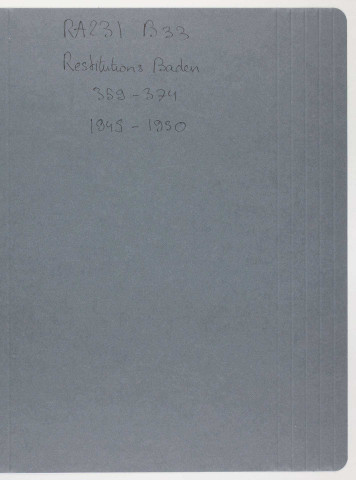 RA231 B33
Restitutions Baden
359-374
1945-1950